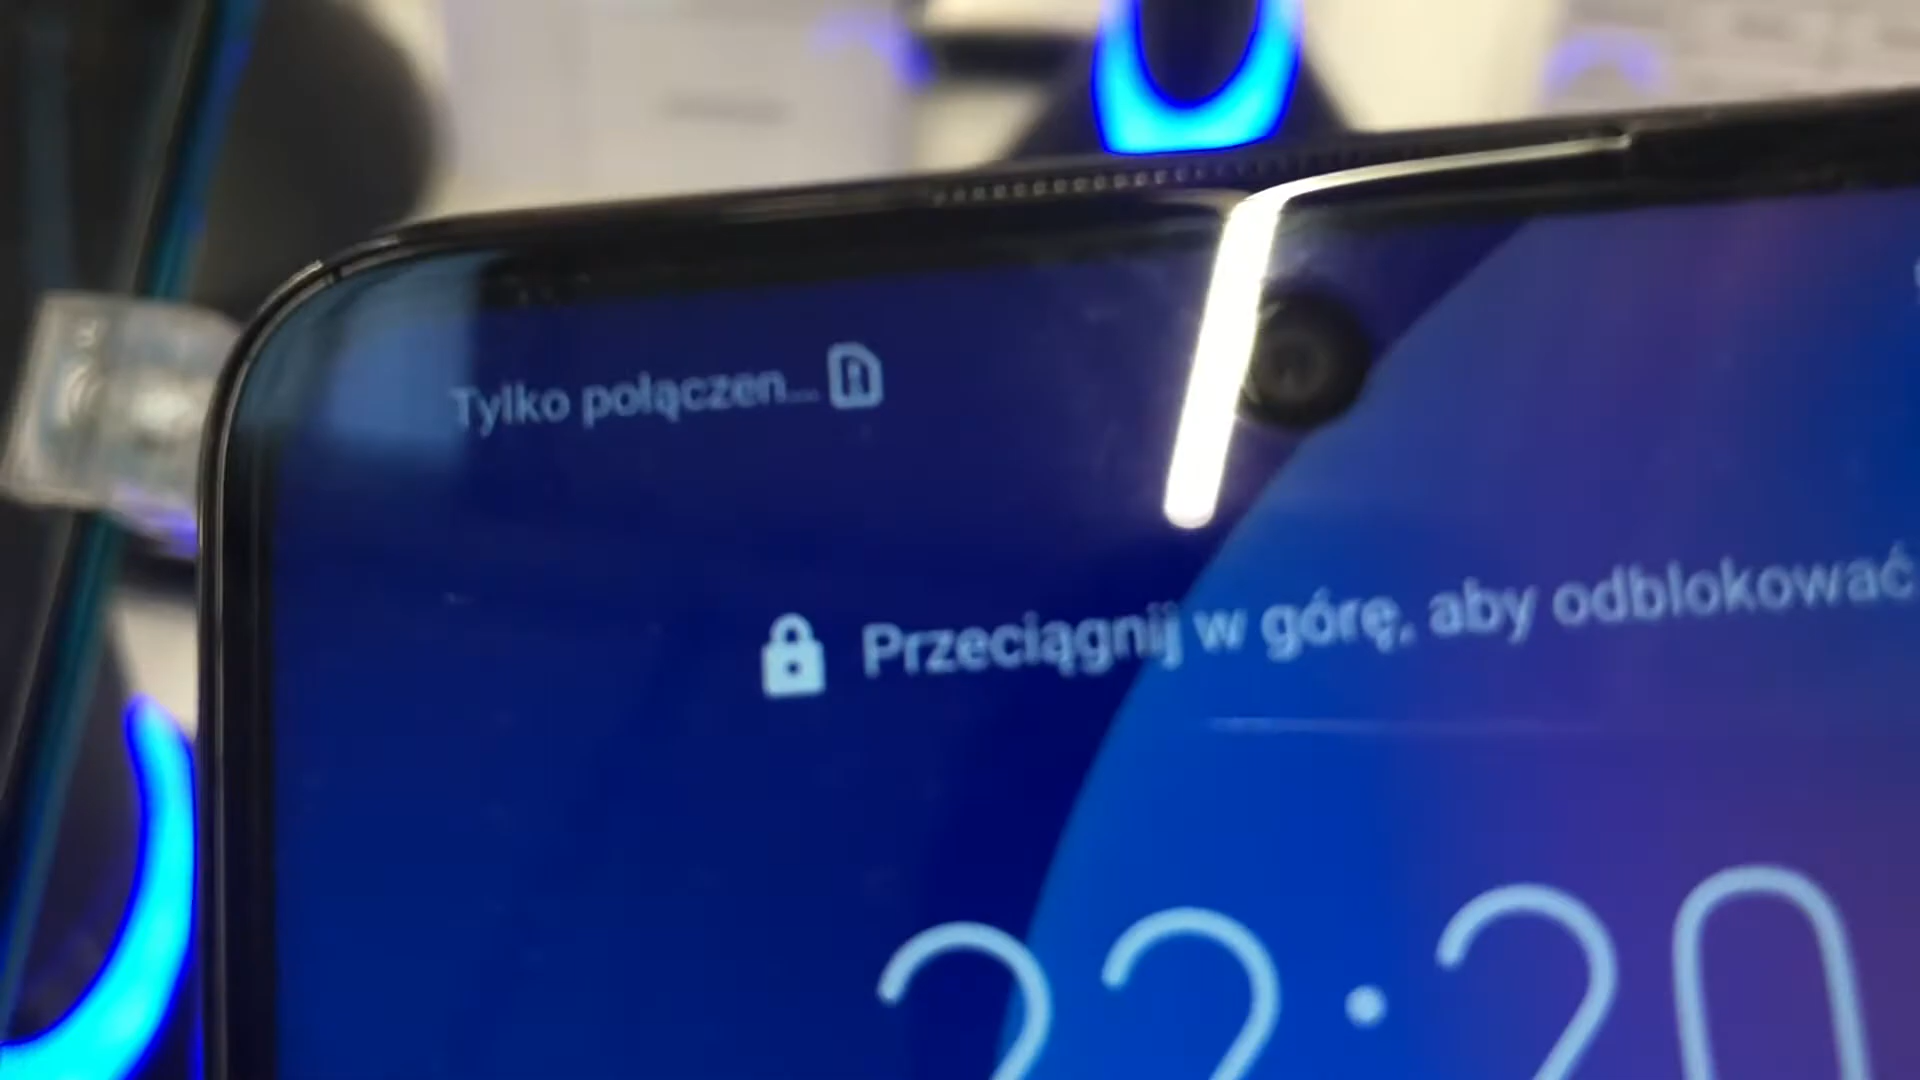 Tylko połączen...
Przeciągnij w górę, aby odblokować
22:20